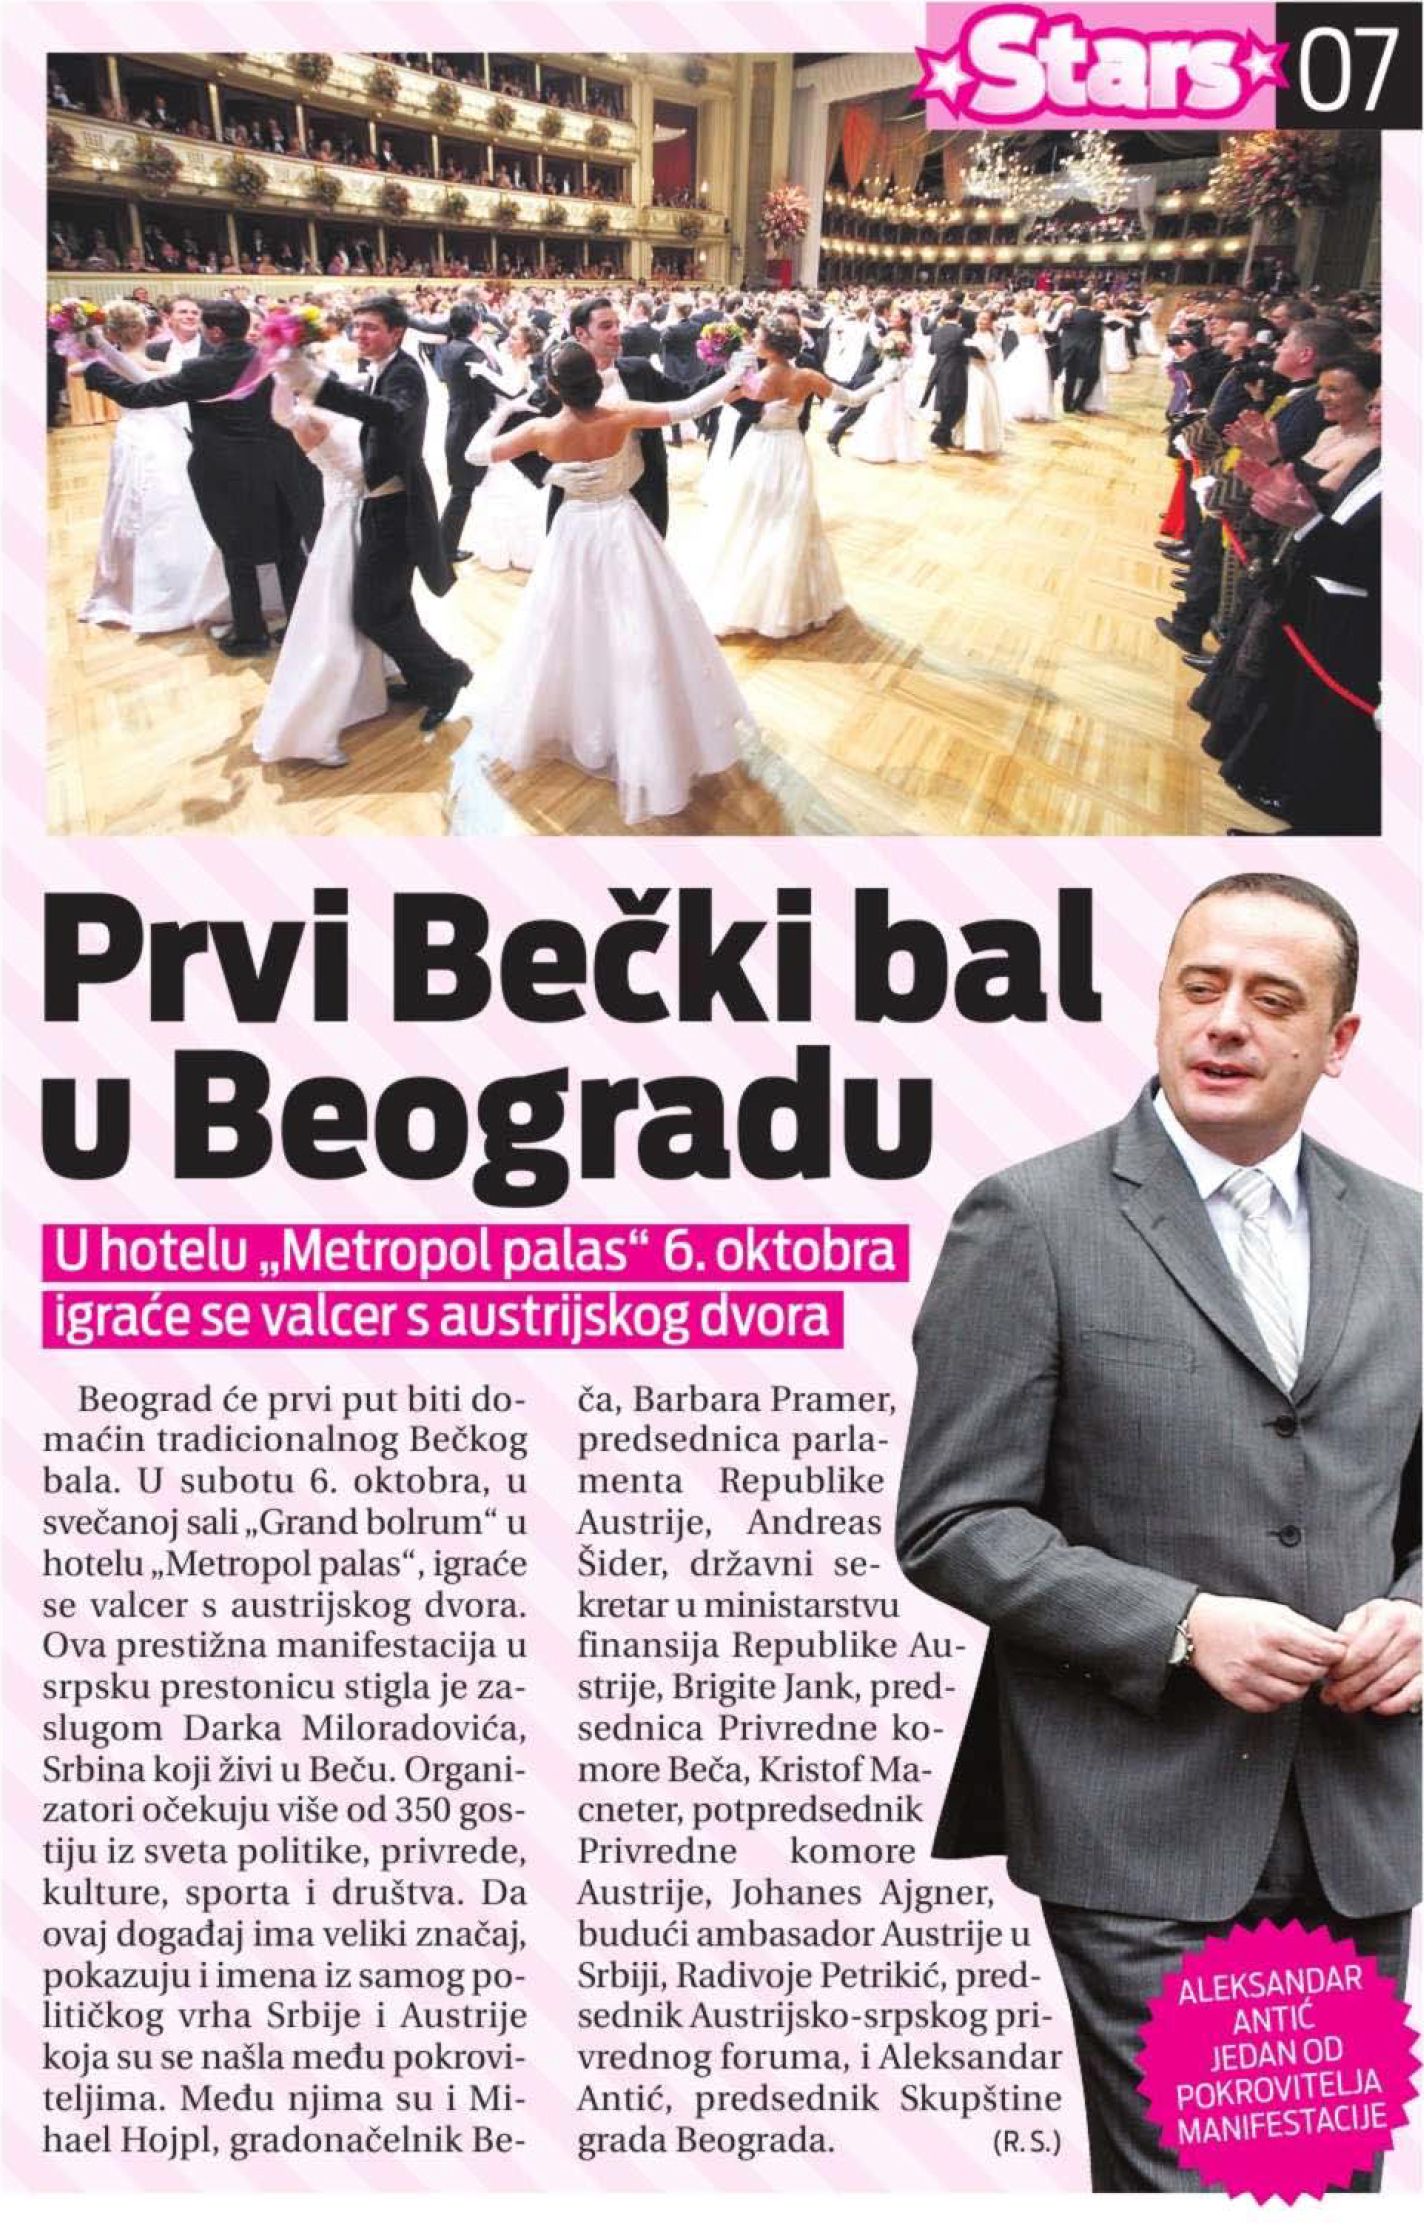 Stars 07
Prvi Bečki bal
u Beogradu
U hotelu „Metropol palas“ 6. oktobra
igraće se valcer s austrijskog dvora
Beograd će prvi put biti do-
maćin tradicionalnog Bečkog
bala. U subotu 6. oktobra, u
svečanoj sali „Grand bolrum“ u
hotelu „Metropol palas“, igraće
se valcer s austrijskog dvora.
Ova prestižna manifestacija u
srpsku prestonicu stigla je za-
slugom Darka Miloradovića,
Srbina koji živi u Beču. Organi-
zatori očekuju više od 350 gos-
tiju iz sveta politike, privrede,
kulture, sporta i društva. Da
ovaj događaj ima veliki značaj,
pokazuju i imena iz samog po-
litičkog vrha Srbije i Austrije
koja su se našla među pokrovi-
teljima. Među njima su i Mi-
hael Hojpl, gradonačelnik Be-
ča, Barbara Pramer,
predsednica parla-
menta Republike
Austrije, Andreas
Šider, državni se-
kretar u ministarstvu
finansija Republike Au-
strije, Brigite Jank, pred-
sednica Privredne ko-
more Beča, Kristof Ma-
cneter, potpredsednik
Privredne komore
Austrije, Johanes Ajgner,
budući ambasador Austrije u
Srbiji, Radivoje Petrikić, pred-
sednik Austrijsko-srpskog pri-
vrednog foruma, i Aleksandar
Antić, predsednik Skupštine
grada Beograda. (R. S.)
ALEKSANDAR
ANTIĆ
JEDAN OD
POKROVITELJA
MANIFESTACIJE